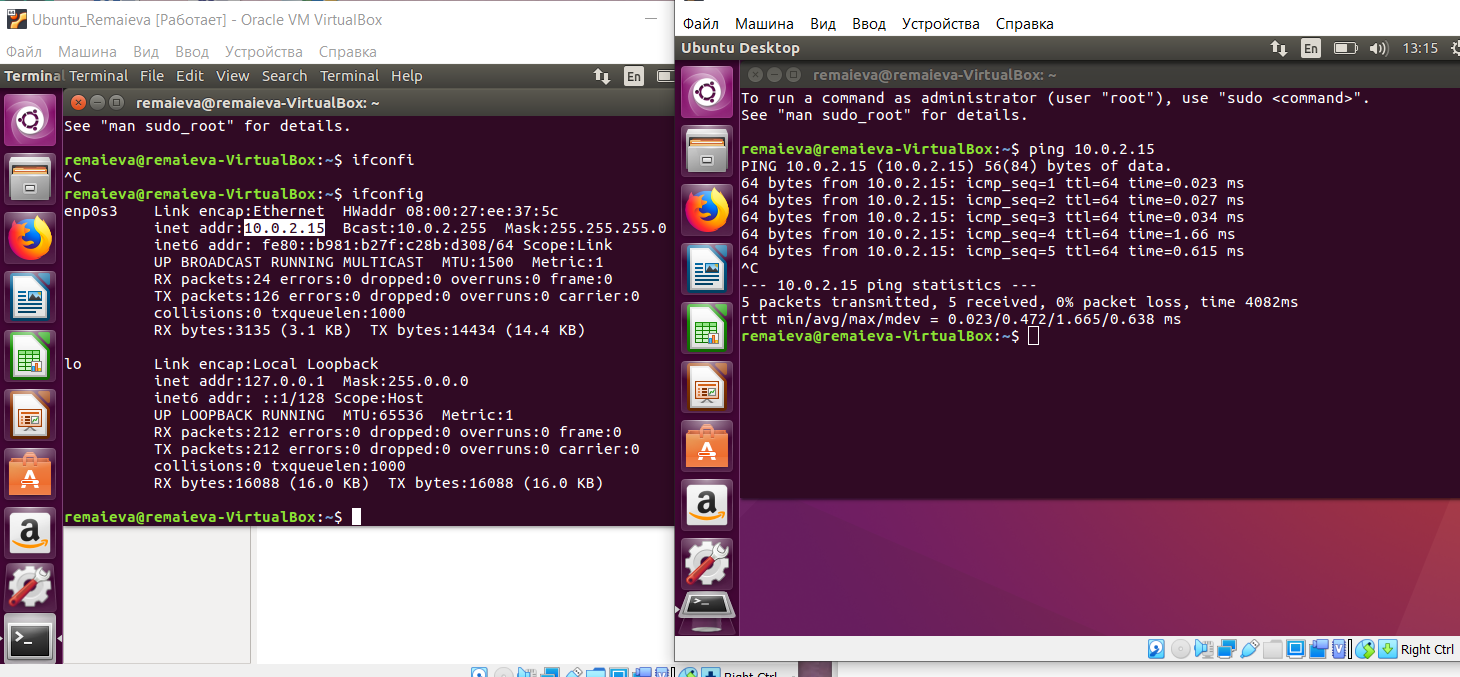 Ubuntu_Remaieva [Работает] - Oracle VM VirtualBox
Файл Машина Вид Ввод Устройства Справка
Terminal Terminal File Edit View Search Terminal Help En
remaieva@remaieva-VirtualBox: ~
See "man sudo_root" for details.
remaieva@remaieva-VirtualBox:~$ ifconfi
^C
remaieva@remaieva-VirtualBox:~$ ifconfig
enp0s3 Link encap:Ethernet HWaddr 08:00:27:ee:37:5c
inet addr:10.0.2.15 Bcast:10.0.2.255 Mask:255.255.255.0
inet6 addr: fe80::b981:b27f:c28b:d308/64 Scope:Link
UP BROADCAST RUNNING MULTICAST MTU:1500 Metric:1
RX packets:24 errors:0 dropped:0 overruns:0 frame:0
TX packets:126 errors:0 dropped:0 overruns:0 carrier:0
collisions:0 txqueuelen:1000
RX bytes:3135 (3.1 KB) TX bytes:14434 (14.4 KB)
lo Link encap:Local Loopback
inet addr:127.0.0.1 Mask:255.0.0.0
inet6 addr: ::1/128 Scope:Host
UP LOOPBACK RUNNING MTU:65536 Metric:1
RX packets:212 errors:0 dropped:0 overruns:0 frame:0
TX packets:212 errors:0 dropped:0 overruns:0 carrier:0
collisions:0 txqueuelen:1000
RX bytes:16088 (16.0 KB) TX bytes:16088 (16.0 KB)
remaieva@remaieva-VirtualBox:~$
Right Ctrl
Файл Машина Вид Ввод Устройства Справка
Ubuntu Desktop En 13:15
remaieva@remaieva-VirtualBox: ~
To run a command as administrator (user "root"), use "sudo <command>".
See "man sudo_root" for details.
remaieva@remaieva-VirtualBox:~$ ping 10.0.2.15
PING 10.0.2.15 (10.0.2.15) 56(84) bytes of data.
64 bytes from 10.0.2.15: icmp_seq=1 ttl=64 time=0.023 ms
64 bytes from 10.0.2.15: icmp_seq=2 ttl=64 time=0.027 ms
64 bytes from 10.0.2.15: icmp_seq=3 ttl=64 time=0.034 ms
64 bytes from 10.0.2.15: icmp_seq=4 ttl=64 time=1.66 ms
64 bytes from 10.0.2.15: icmp_seq=5 ttl=64 time=0.615 ms
^C
--- 10.0.2.15 ping statistics ---
5 packets transmitted, 5 received, 0% packet loss, time 4082ms
rtt min/avg/max/mdev = 0.023/0.472/1.665/0.638 ms
remaieva@remaieva-VirtualBox:~$
Right Ctrl